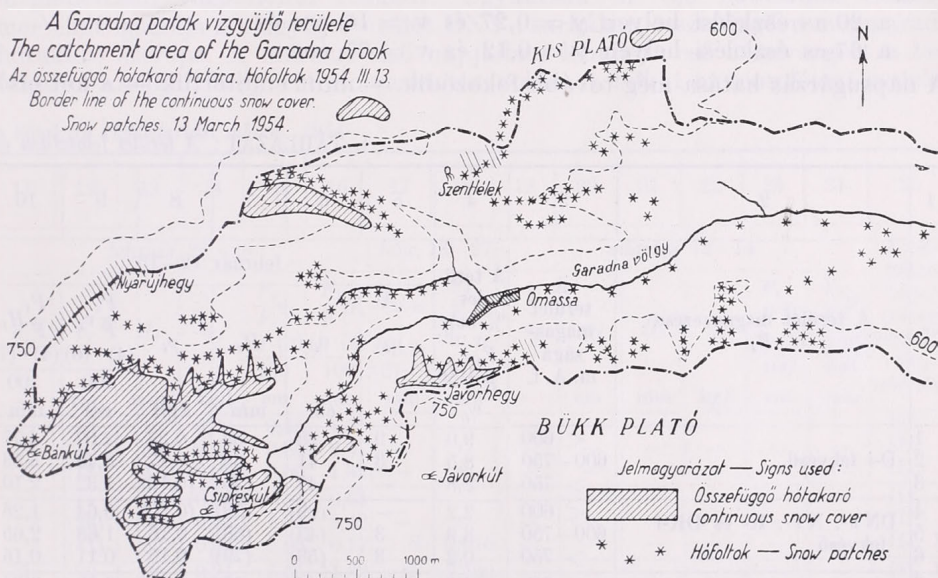 A Garadna patak vízgyüjtő területe
The catchment area of the Garadna brook
Az összefüggő hótakaró határa. Hófoltok 1954. III 13
Border line of the continuous snow cover.
Snow patches. 13 March 1954.
KIS PLATÓ
600
N
Szentlélek
Garadna völgy
Nyárújhegy
Ómassa
750
600
Jávorhegy
750
BÜKK PLATÓ
Bánkút
Jávorkút
Csipkéskút
750
Jelmagyarázat — Signs used:
Összefüggő hótakaró
Continuous snow cover
Hófoltok — Snow patches
0 500 1000 m